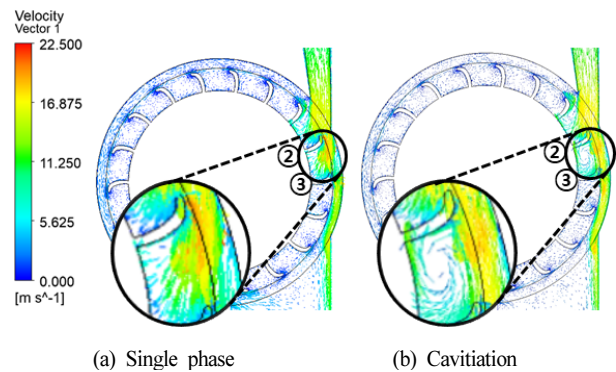 Velocity
Vector 1
22.500
16.875
11.250
5.625
0.000
[m s^-1]
②
③
②
③
(a) Single phase
(b) Cavitiation